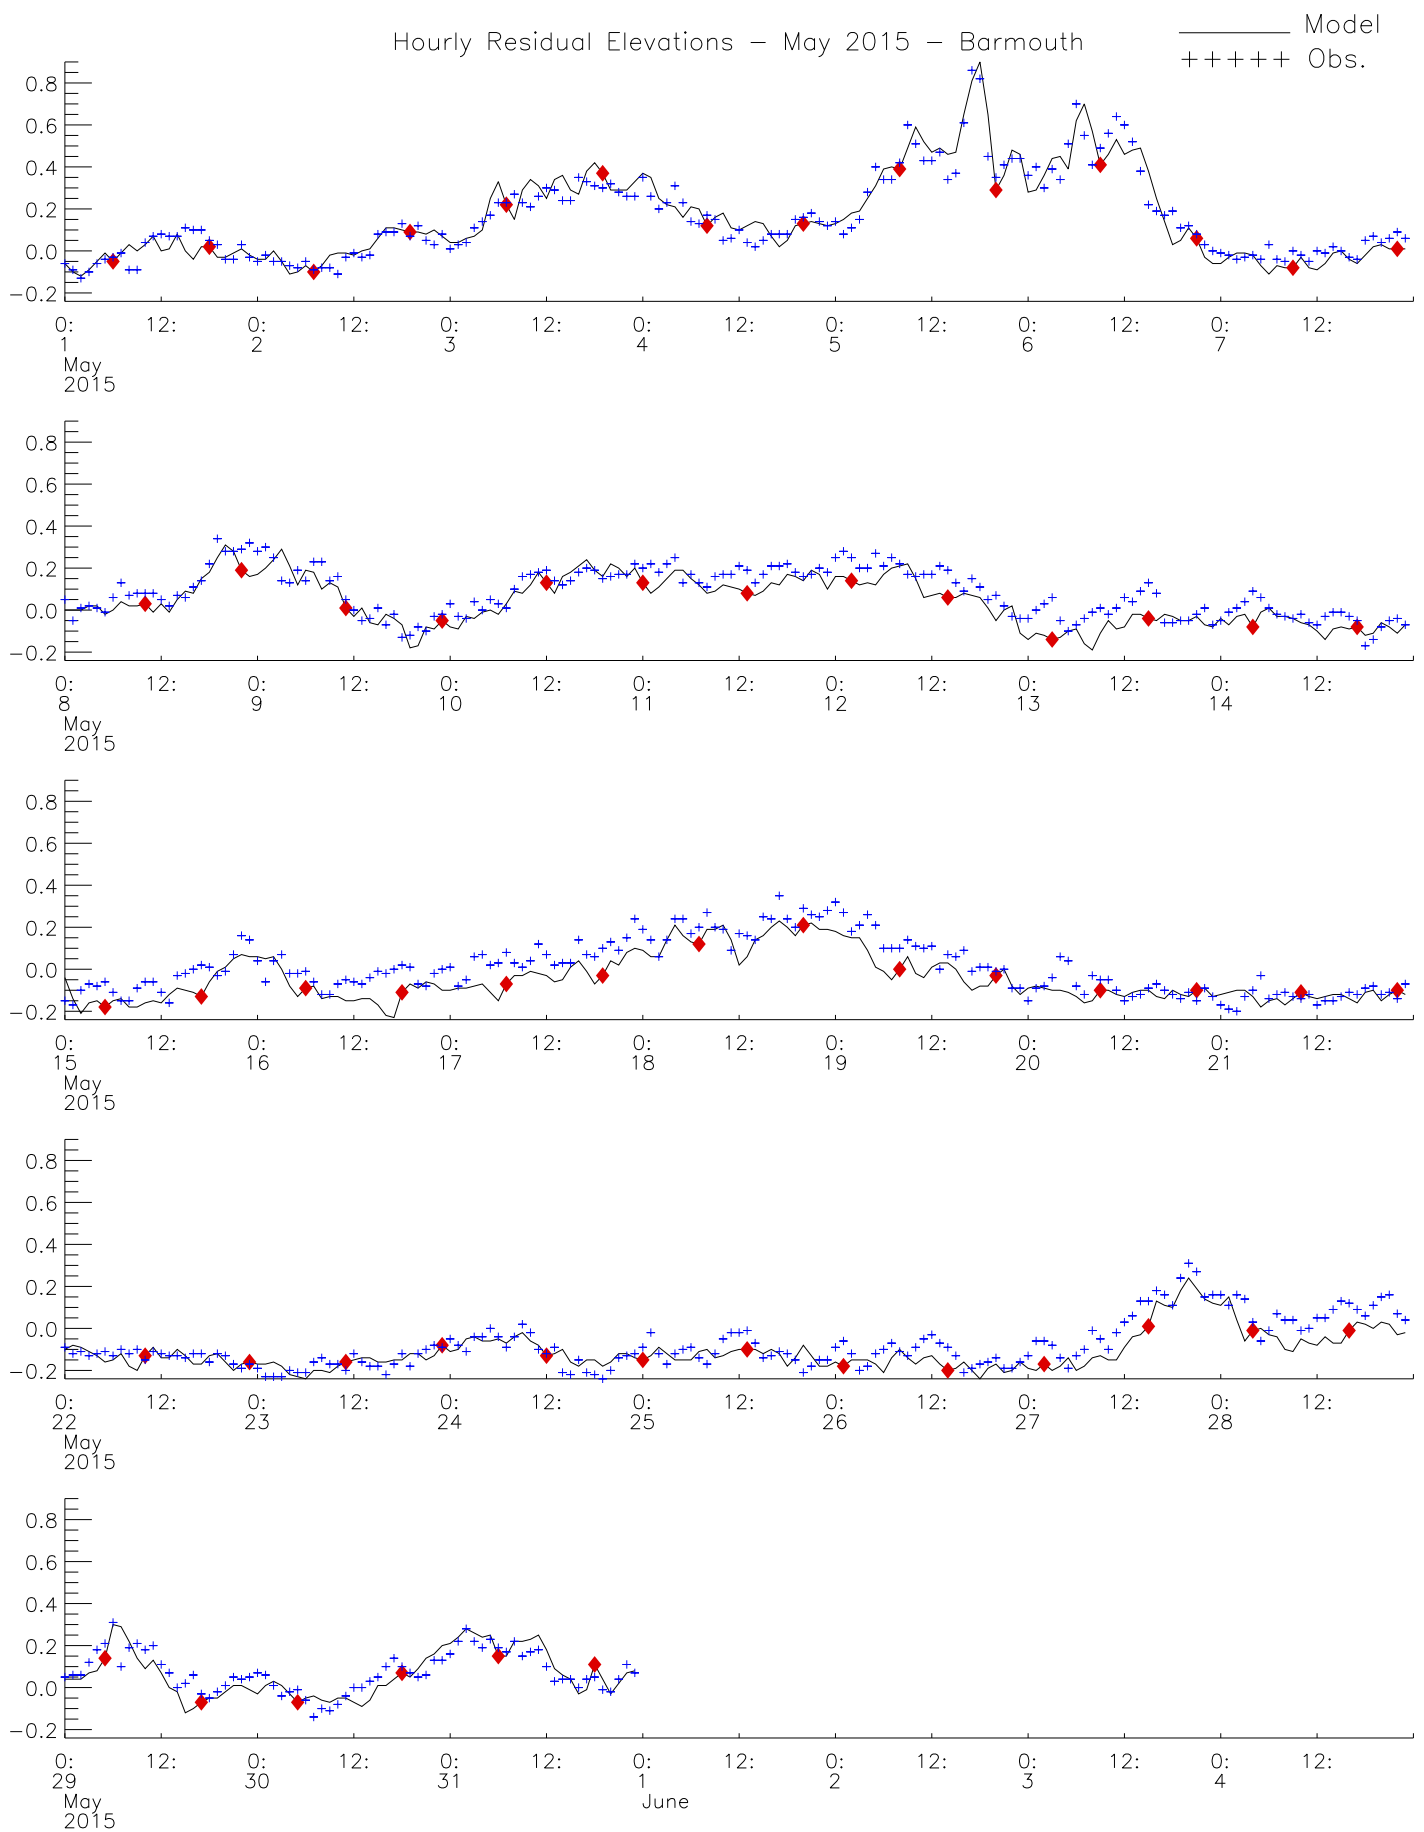 Hourly Residual Elevations − May 2015 − Barmouth
Model
+++++ Obs.
0.8
0.6
0.4
0.2
0.0
−0.2
0: 12: 0: 12: 0: 12: 0: 12: 0: 12: 0: 12: 0: 12:
1 2 3 4 5 6 7
May
2015
0.8
0.6
0.4
0.2
0.0
−0.2
0: 12: 0: 12: 0: 12: 0: 12: 0: 12: 0: 12: 0: 12:
8 9 10 11 12 13 14
May
2015
0.8
0.6
0.4
0.2
0.0
−0.2
0: 12: 0: 12: 0: 12: 0: 12: 0: 12: 0: 12: 0: 12:
15 16 17 18 19 20 21
May
2015
0.8
0.6
0.4
0.2
0.0
−0.2
0: 12: 0: 12: 0: 12: 0: 12: 0: 12: 0: 12: 0: 12:
22 23 24 25 26 27 28
May
2015
0.8
0.6
0.4
0.2
0.0
−0.2
0: 12: 0: 12: 0: 12: 0: 12: 0: 12: 0: 12: 0: 12:
29 30 31 1 2 3 4
May June
2015